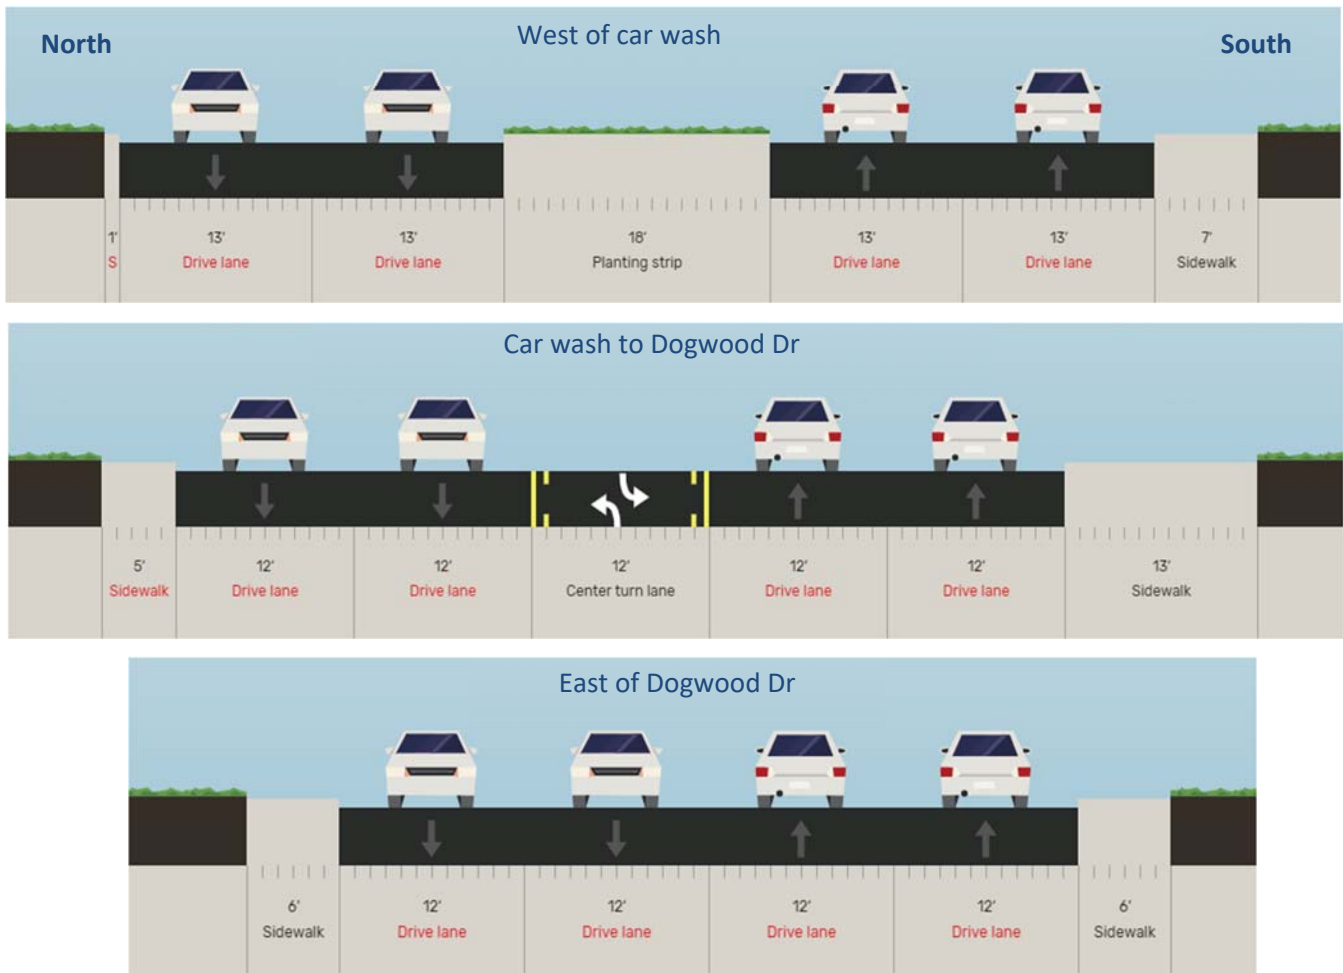 North
West of car wash
South
1' 13' 13' 18' 13' 13' 7'
S Drive lane Drive lane Planting strip Drive lane Drive lane Sidewalk
Car wash to Dogwood Dr
5' 12' 12' 12' 12' 12' 13'
Sidewalk Drive lane Drive lane Center turn lane Drive lane Drive lane Sidewalk
East of Dogwood Dr
6' 12' 12' 12' 12' 6'
Sidewalk Drive lane Drive lane Drive lane Drive lane Sidewalk